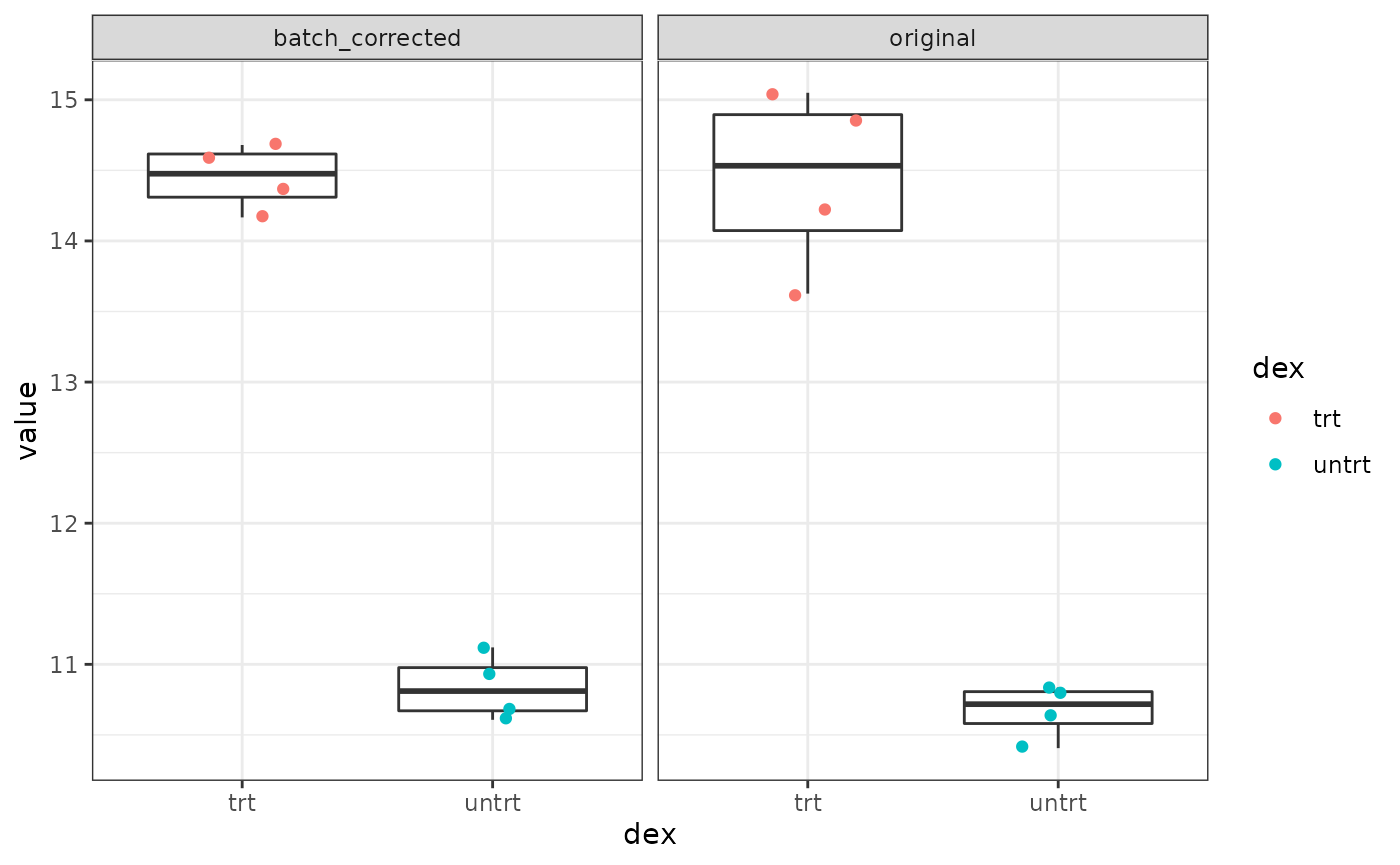 batch_corrected
original
value
15
14
13
12
11
trt
untrt
trt
untrt
dex
dex
trt
untrt